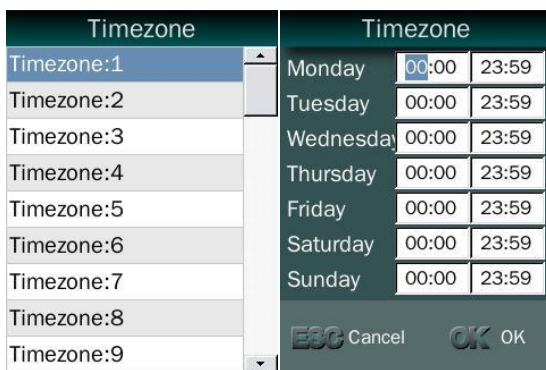 Timezone
Timezone:1
Timezone:2
Timezone:3
Timezone:4
Timezone:5
Timezone:6
Timezone:7
Timezone:8
Timezone:9
Timezone
Monday 00:00 23:59
Tuesday 00:00 23:59
Wednesday 00:00 23:59
Thursday 00:00 23:59
Friday 00:00 23:59
Saturday 00:00 23:59
Sunday 00:00 23:59
ESC Cancel OK OK